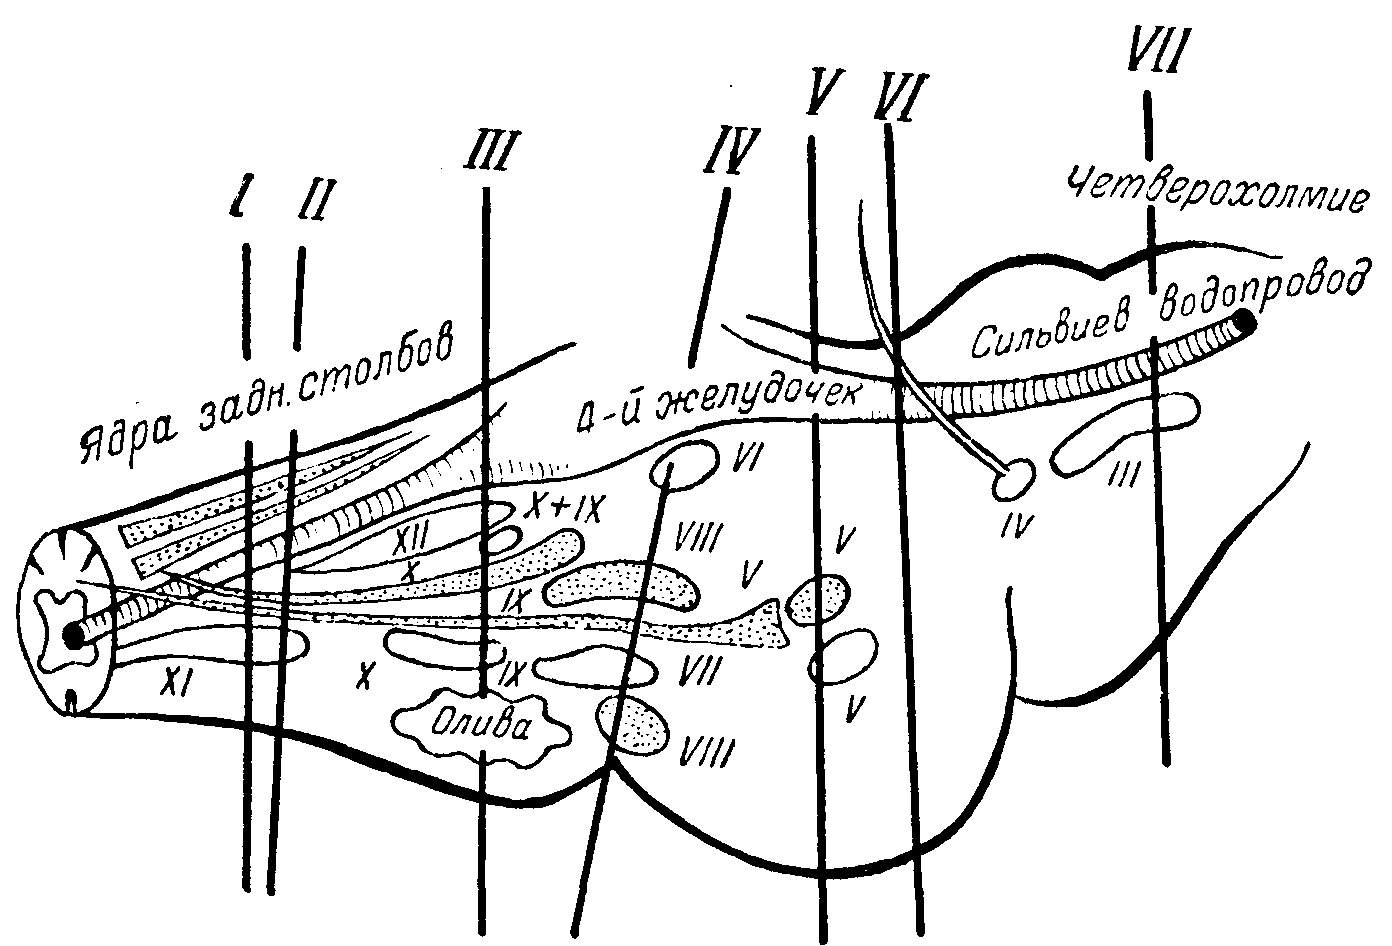 VII
V VI
III IV
I II
Четверохолмие
Сильвиев водопровод
Ядра задн. столбов
4-й желудочек
VI
III
X+IX
IV
XII
VIII
V
X
V
IX
XI
X
IX
VII
V
Олива
VIII